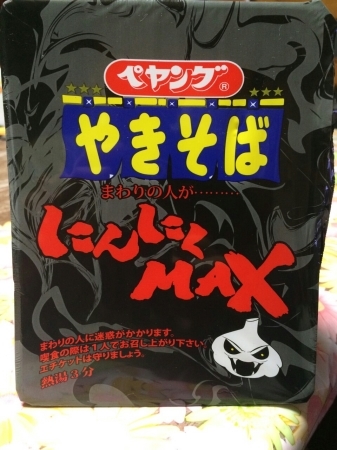 ペヤング®
やきそば
まわりの人が………
にんにく
MAX
まわりの人に迷惑がかかります。
喫食の際は1人でお召し上がり下さい。
エチケットは守りましょう。
熱湯3分